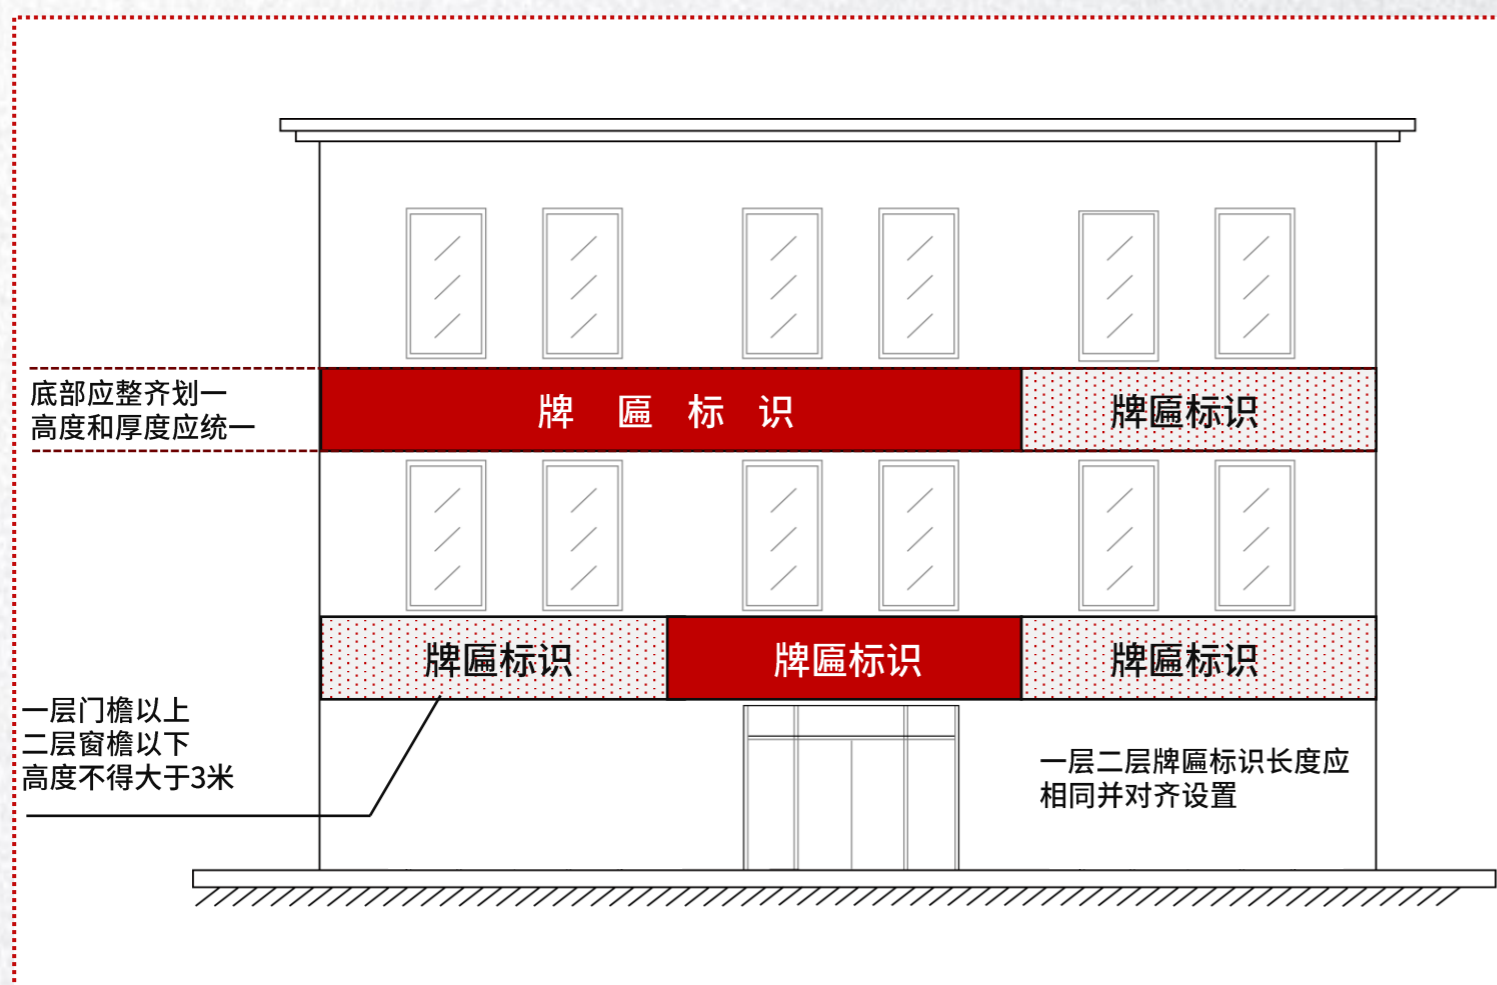 底部应整齐划一
高度和厚度应统一
牌 匾 标 识
牌匾标识
牌匾标识
牌匾标识
牌匾标识
一层门檐以上
二层窗檐以下
高度不得大于3米
一层二层牌匾标识长度应
相同并对齐设置